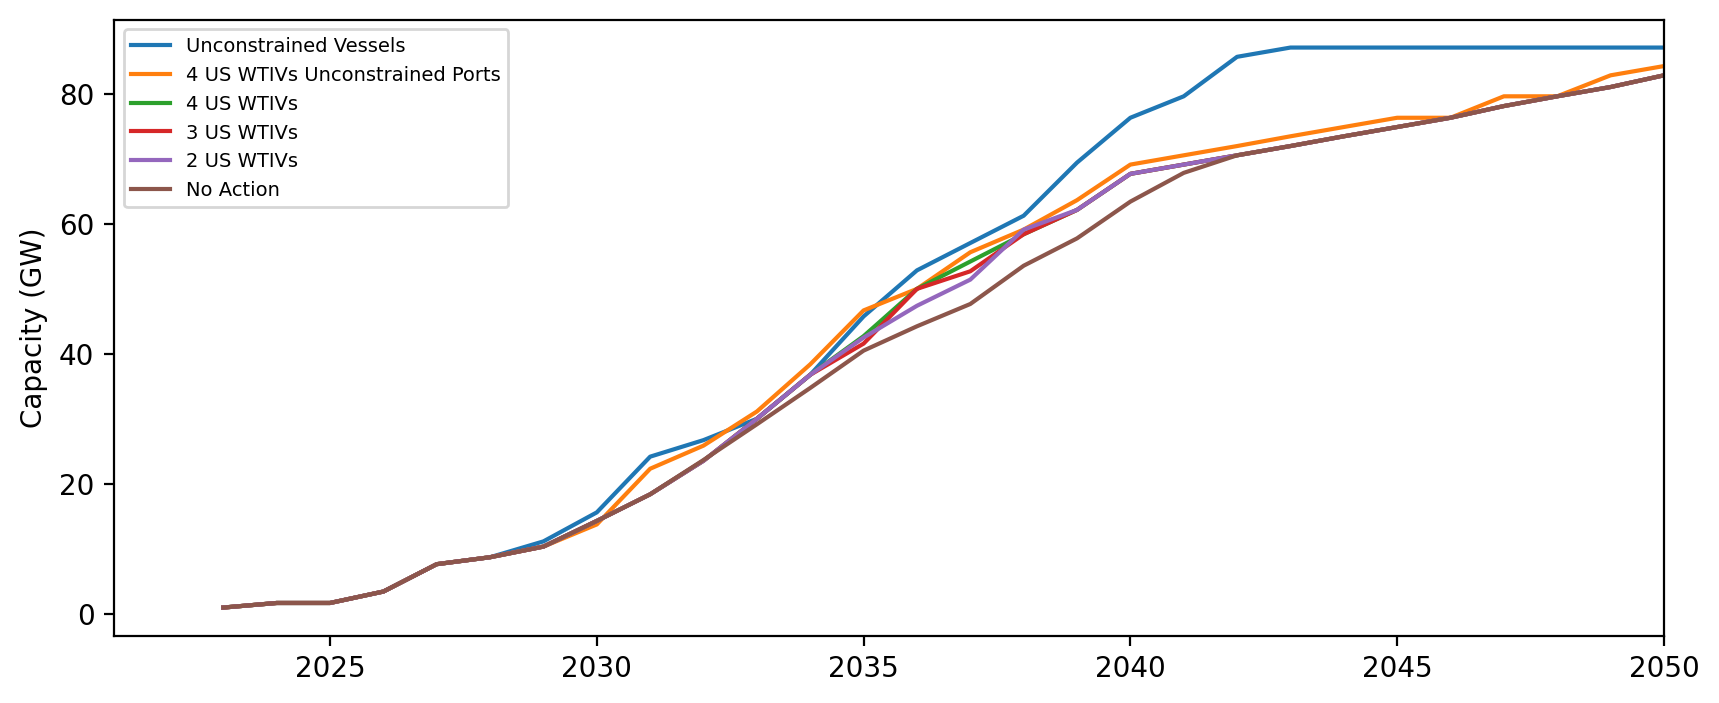 Unconstrained Vessels
4 US WTIVs Unconstrained Ports
4 US WTIVs
3 US WTIVs
2 US WTIVs
No Action
Capacity (GW)
80
60
40
20
0
2025 2030 2035 2040 2045 2050